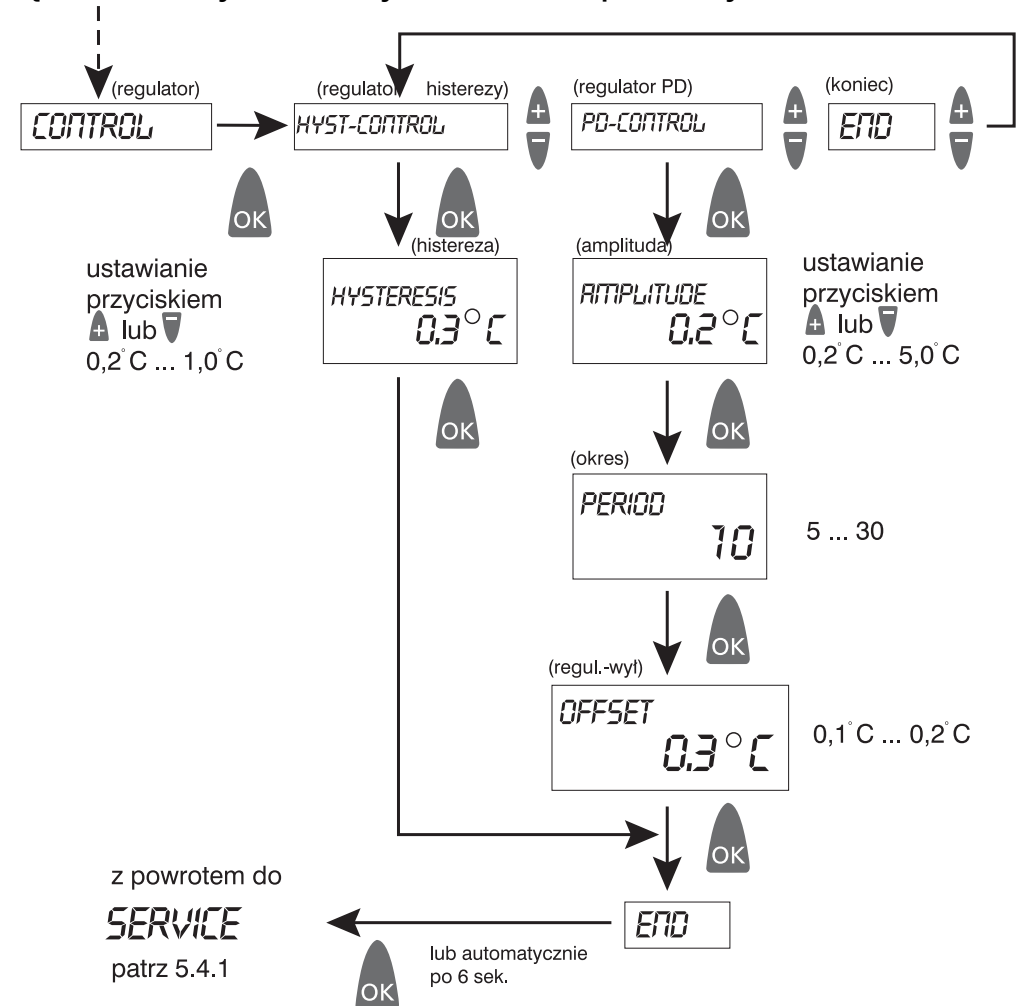 (regulator)
CONTROL
(regulator histerezy)
HYST-CONTROL
+
-
(regulator PD)
PD-CONTROL
+
-
(koniec)
END
+
-
OK
OK
OK
ustawianie
przyciskiem
+ lub -
0,2°C ... 1,0°C
(histereza)
HYSTERESIS
0.3°C
(amplituda)
AMPLITUDE
0.2°C
ustawianie
przyciskiem
+ lub -
0,2°C ... 5,0°C
OK
OK
(okres)
PERIOD
10
5 ... 30
OK
(regul.-wył)
OFFSET
0.3°C
0,1°C ... 0,2°C
OK
z powrotem do
SERVICE
patrz 5.4.1
END
lub automatycznie
po 6 sek.
OK